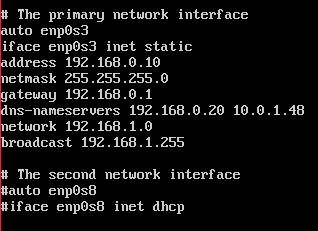 # The primary network interface
auto enp0s3
iface enp0s3 inet static
address 192.168.0.10
netmask 255.255.255.0
gateway 192.168.0.1
dns-nameservers 192.168.0.20 10.0.1.48
network 192.168.1.0
broadcast 192.168.1.255
# The second network interface
#auto enp0s8
#iface enp0s8 inet dhcp